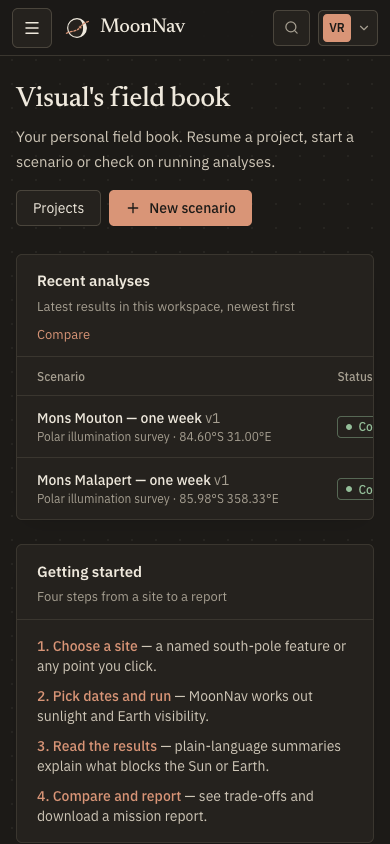 MoonNav
VR
Visual's field book
Your personal field book. Resume a project, start a
scenario or check on running analyses.
Projects
New scenario
Recent analyses
Latest results in this workspace, newest first
Compare
Scenario Status
Mons Mouton — one week v1
Polar illumination survey · 84.60°S 31.00°E
Co
Mons Malapert — one week v1
Polar illumination survey · 85.98°S 358.33°E
Co
Getting started
Four steps from a site to a report
1. Choose a site — a named south-pole feature or
any point you click.
2. Pick dates and run — MoonNav works out
sunlight and Earth visibility.
3. Read the results — plain-language summaries
explain what blocks the Sun or Earth.
4. Compare and report — see trade-offs and
download a mission report.